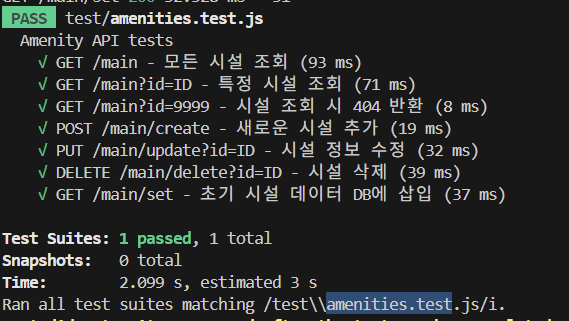 PASS test/amenities.test.js
Amenity API tests
√ GET /main - 모든 시설 조회 (93 ms)
√ GET /main?id=ID - 특정 시설 조회 (71 ms)
√ GET /main?id=9999 - 시설 조회 시 404 반환 (8 ms)
√ POST /main/create - 새로운 시설 추가 (19 ms)
√ PUT /main/update?id=ID - 시설 정보 수정 (32 ms)
√ DELETE /main/delete?id=ID - 시설 삭제 (39 ms)
√ GET /main/set - 초기 시설 데이터 DB에 삽입 (37 ms)
Test Suites: 1 passed, 1 total
Snapshots: 0 total
Time: 2.099 s, estimated 3 s
Ran all test suites matching /test\\amenities.test.js/i.